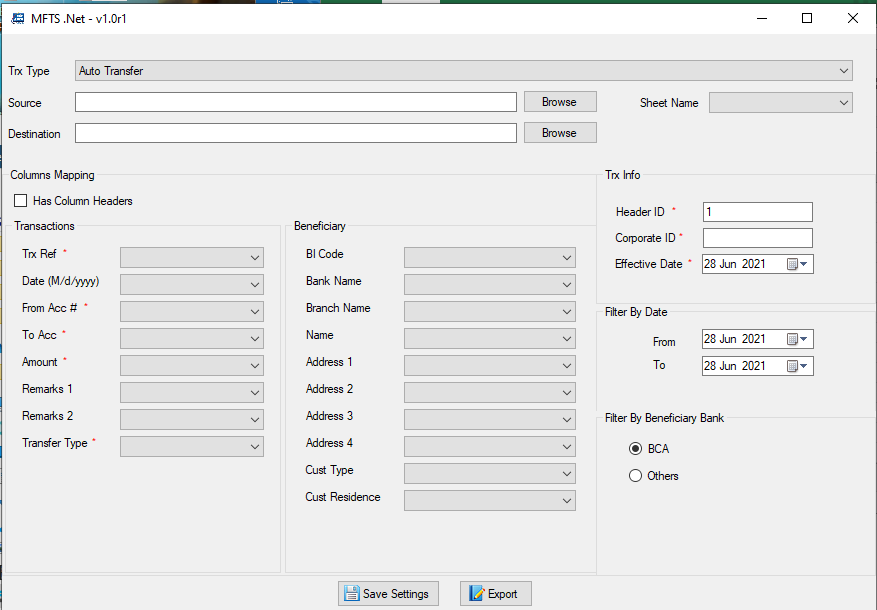 MFTS .Net - v1.0r1
Trx Type Auto Transfer
Source Browse Sheet Name
Destination Browse
Columns Mapping
Has Column Headers
Transactions
Trx Ref *
Date (M/d/yyyy)
From Acc # *
To Acc *
Amount *
Remarks 1
Remarks 2
Transfer Type *
Beneficiary
BI Code
Bank Name
Branch Name
Name
Address 1
Address 2
Address 3
Address 4
Cust Type
Cust Residence
Trx Info
Header ID * 1
Corporate ID *
Effective Date * 28 Jun 2021
Filter By Date
From 28 Jun 2021
To 28 Jun 2021
Filter By Beneficiary Bank
BCA
Others
Save Settings Export